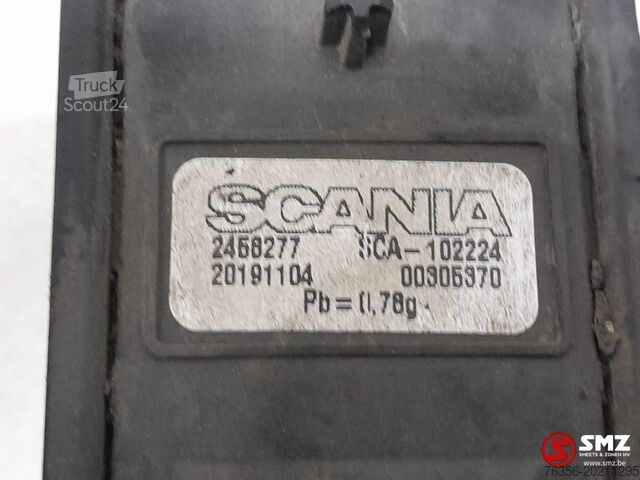 Truck
Scout24
SCANIA
2458277 SCA-102224
20191104 00305370
Pb=0,78g
SMZ
SMEETS & ZONEN NV
www.smz.be